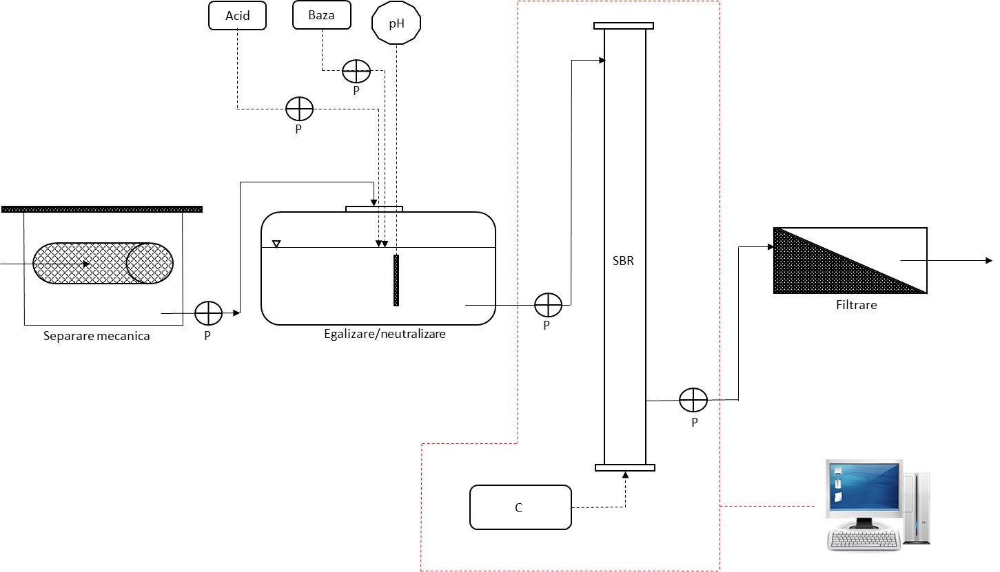 Acid
Baza
pH
P
P
SBR
Filtrare
P
P
Separare mecanica
Egalizare/neutralizare
P
C